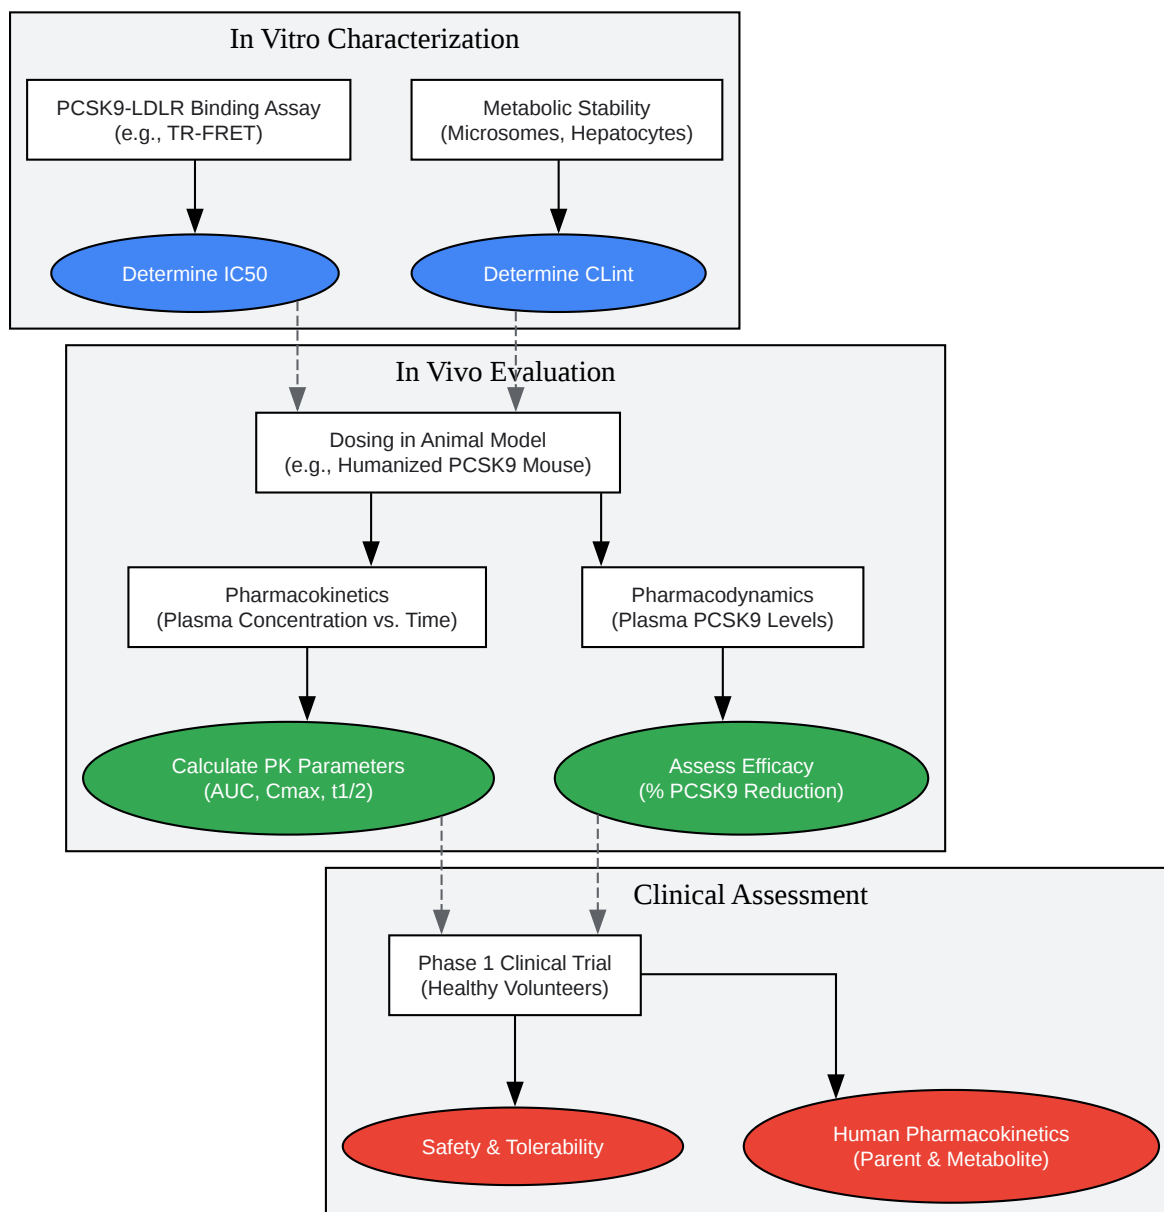 In Vitro Characterization
PCSK9-LDLR Binding Assay
(e.g., TR-FRET)
Metabolic Stability
(Microsomes, Hepatocytes)
Determine IC50
Determine CLint
In Vivo Evaluation
Dosing in Animal Model
(e.g., Humanized PCSK9 Mouse)
Pharmacokinetics
(Plasma Concentration vs. Time)
Pharmacodynamics
(Plasma PCSK9 Levels)
Calculate PK Parameters
(AUC, Cmax, t1/2)
Assess Efficacy
(% PCSK9 Reduction)
Clinical Assessment
Phase 1 Clinical Trial
(Healthy Volunteers)
Safety & Tolerability
Human Pharmacokinetics
(Parent & Metabolite)